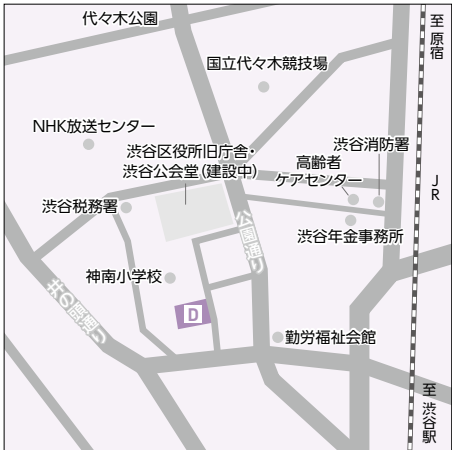 代々木公園
至 原宿
国立代々木競技場
NHK放送センター
渋谷区役所旧庁舎・
渋谷公会堂（建設中）
渋谷消防署
高齢者
ケアセンター
JR
渋谷税務署
公園通り
渋谷年金事務所
神南小学校
井の頭通り
D
勤労福祉会館
至 渋谷駅